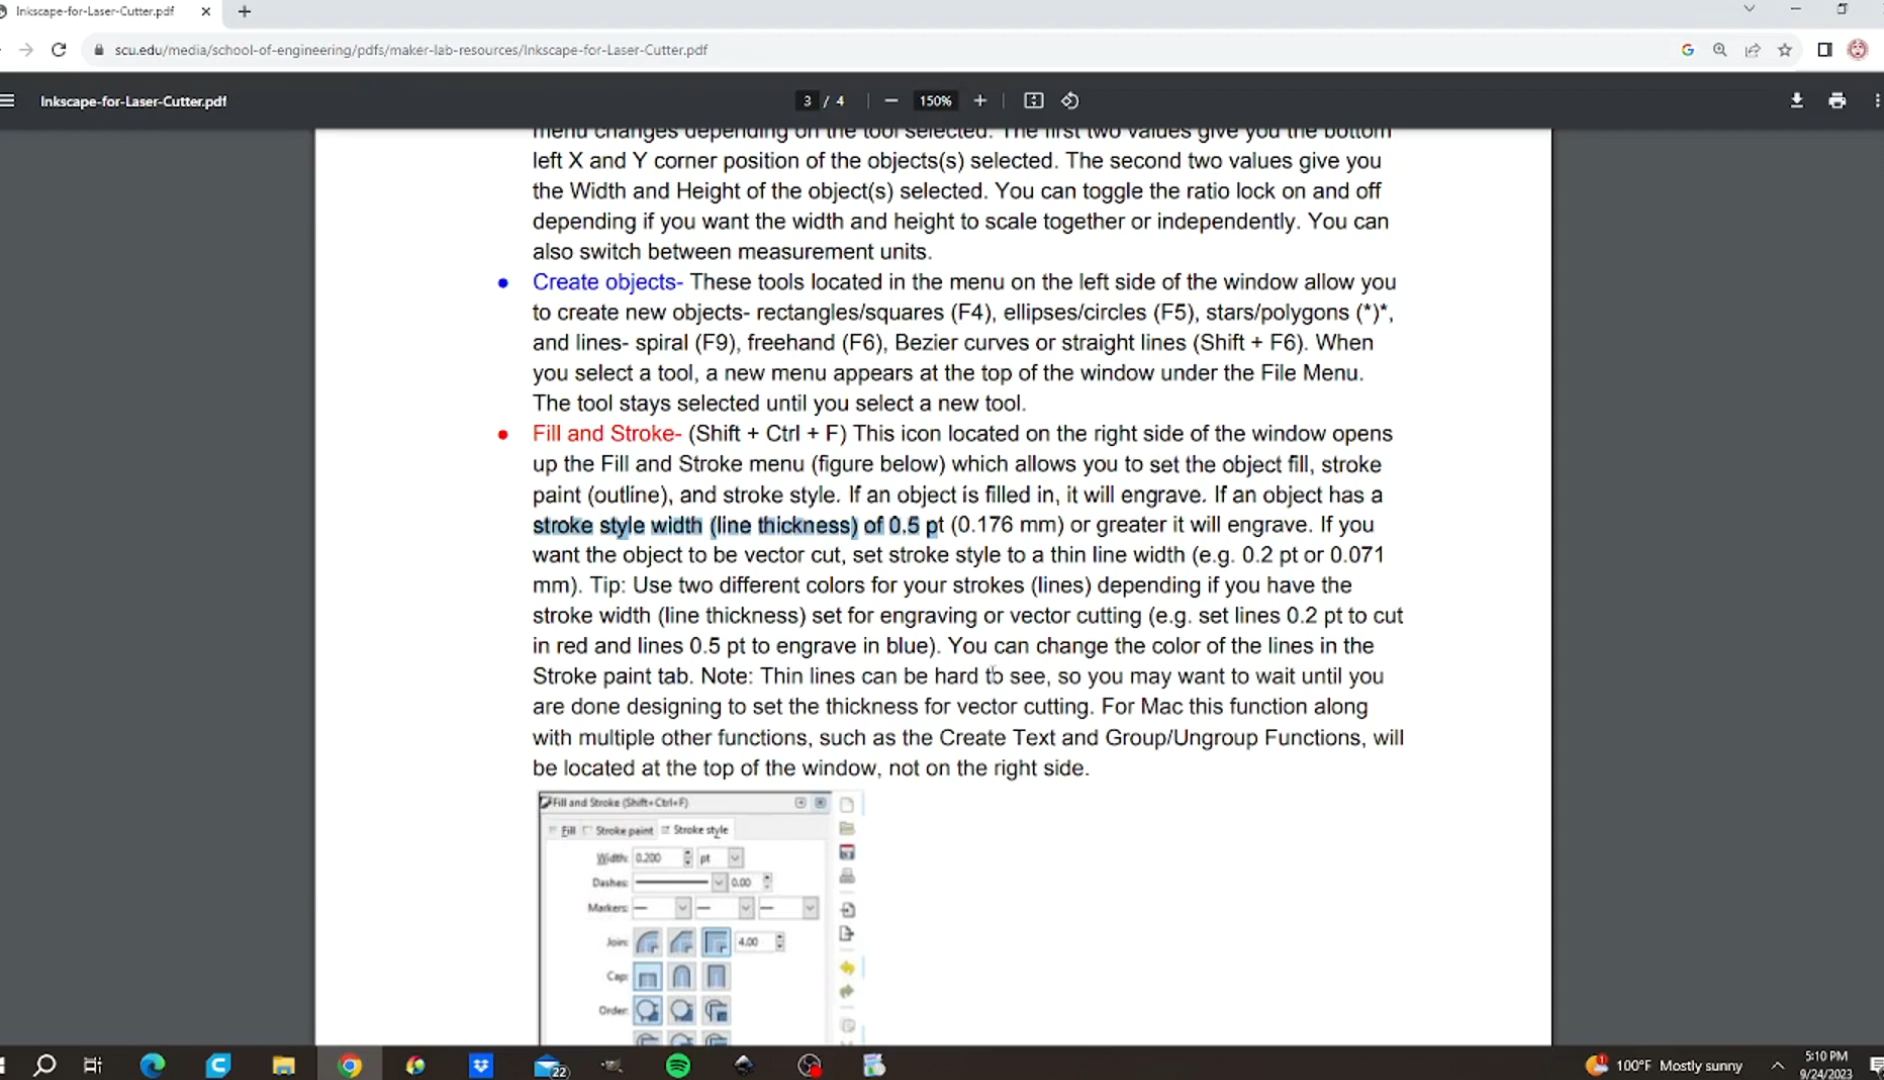 Inkscape-for-Laser-Cutter.pdf
scu.edu/media/school-of-engineering/pdfs/maker-lab-resources/Inkscape-for-Laser-Cutter.pdf
Inkscape-for-Laser-Cutter.pdf
3 / 4
150%
menu changes depending on the tool selected. The first two values give you the bottom
left X and Y corner position of the objects(s) selected. The second two values give you
the Width and Height of the object(s) selected. You can toggle the ratio lock on and off
depending if you want the width and height to scale together or independently. You can
also switch between measurement units.
• Create objects- These tools located in the menu on the left side of the window allow you
to create new objects- rectangles/squares (F4), ellipses/circles (F5), stars/polygons (*)*,
and lines- spiral (F9), freehand (F6), Bezier curves or straight lines (Shift + F6). When
you select a tool, a new menu appears at the top of the window under the File Menu.
The tool stays selected until you select a new tool.
• Fill and Stroke- (Shift + Ctrl + F) This icon located on the right side of the window opens
up the Fill and Stroke menu (figure below) which allows you to set the object fill, stroke
paint (outline), and stroke style. If an object is filled in, it will engrave. If an object has a
stroke style width (line thickness) of 0.5 pt (0.176 mm) or greater it will engrave. If you
want the object to be vector cut, set stroke style to a thin line width (e.g. 0.2 pt or 0.071
mm). Tip: Use two different colors for your strokes (lines) depending if you have the
stroke width (line thickness) set for engraving or vector cutting (e.g. set lines 0.2 pt to cut
in red and lines 0.5 pt to engrave in blue). You can change the color of the lines in the
Stroke paint tab. Note: Thin lines can be hard to see, so you may want to wait until you
are done designing to set the thickness for vector cutting. For Mac this function along
with multiple other functions, such as the Create Text and Group/Ungroup Functions, will
be located at the top of the window, not on the right side.
Fill and Stroke (Shift+Ctrl+F)
Fill Stroke paint Stroke style
Width: 0.200 pt
Dashes: 0.00
Markers:
Join: 4.00
Cap:
Order:
22
100°F Mostly sunny
5:10 PM
9/24/2023